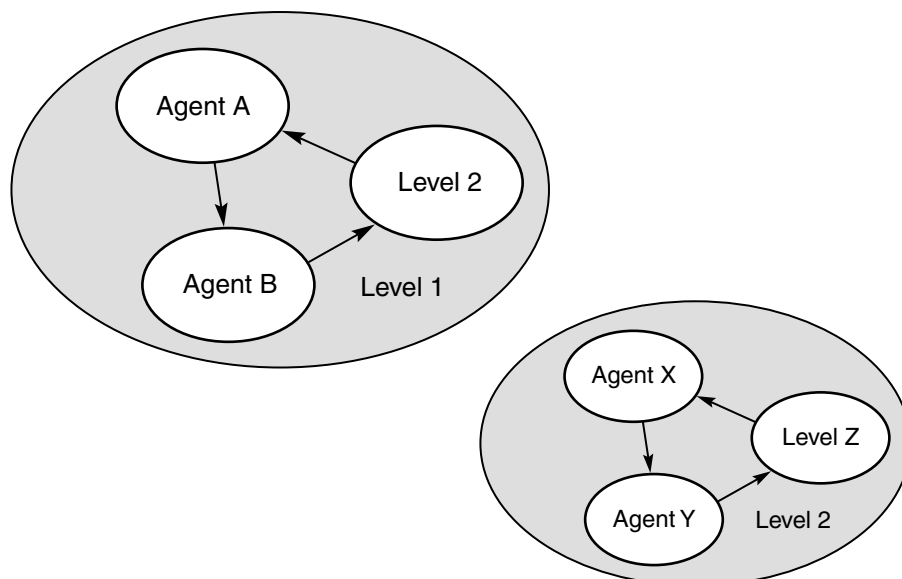 Agent A
Level 2
Agent B
Level 1
Agent X
Level Z
Agent Y
Level 2